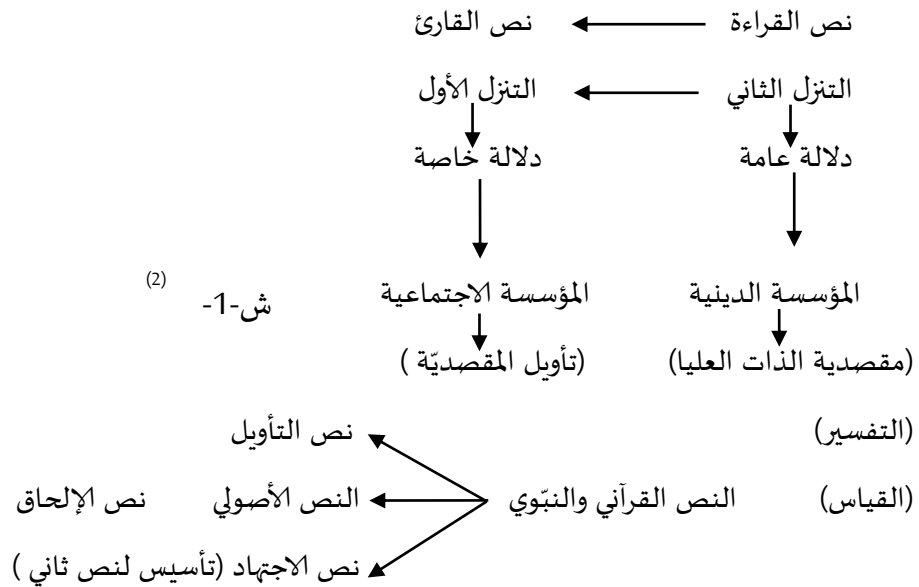 نص القراءة نص القارئ
التنزل الثاني التنزل الأول
دلالة عامة دلالة خاصة
المؤسسة الدينية المؤسسة الاجتماعية ش-1- (2)
(مقصدية الذات العليا) (تأويل المقصديّة )
(التفسير) نص التأويل
(القياس) النص القرآني والنبّوي النص الأصولي نص الإلحاق
نص الاجتهاد (تأسيس لنص ثاني )